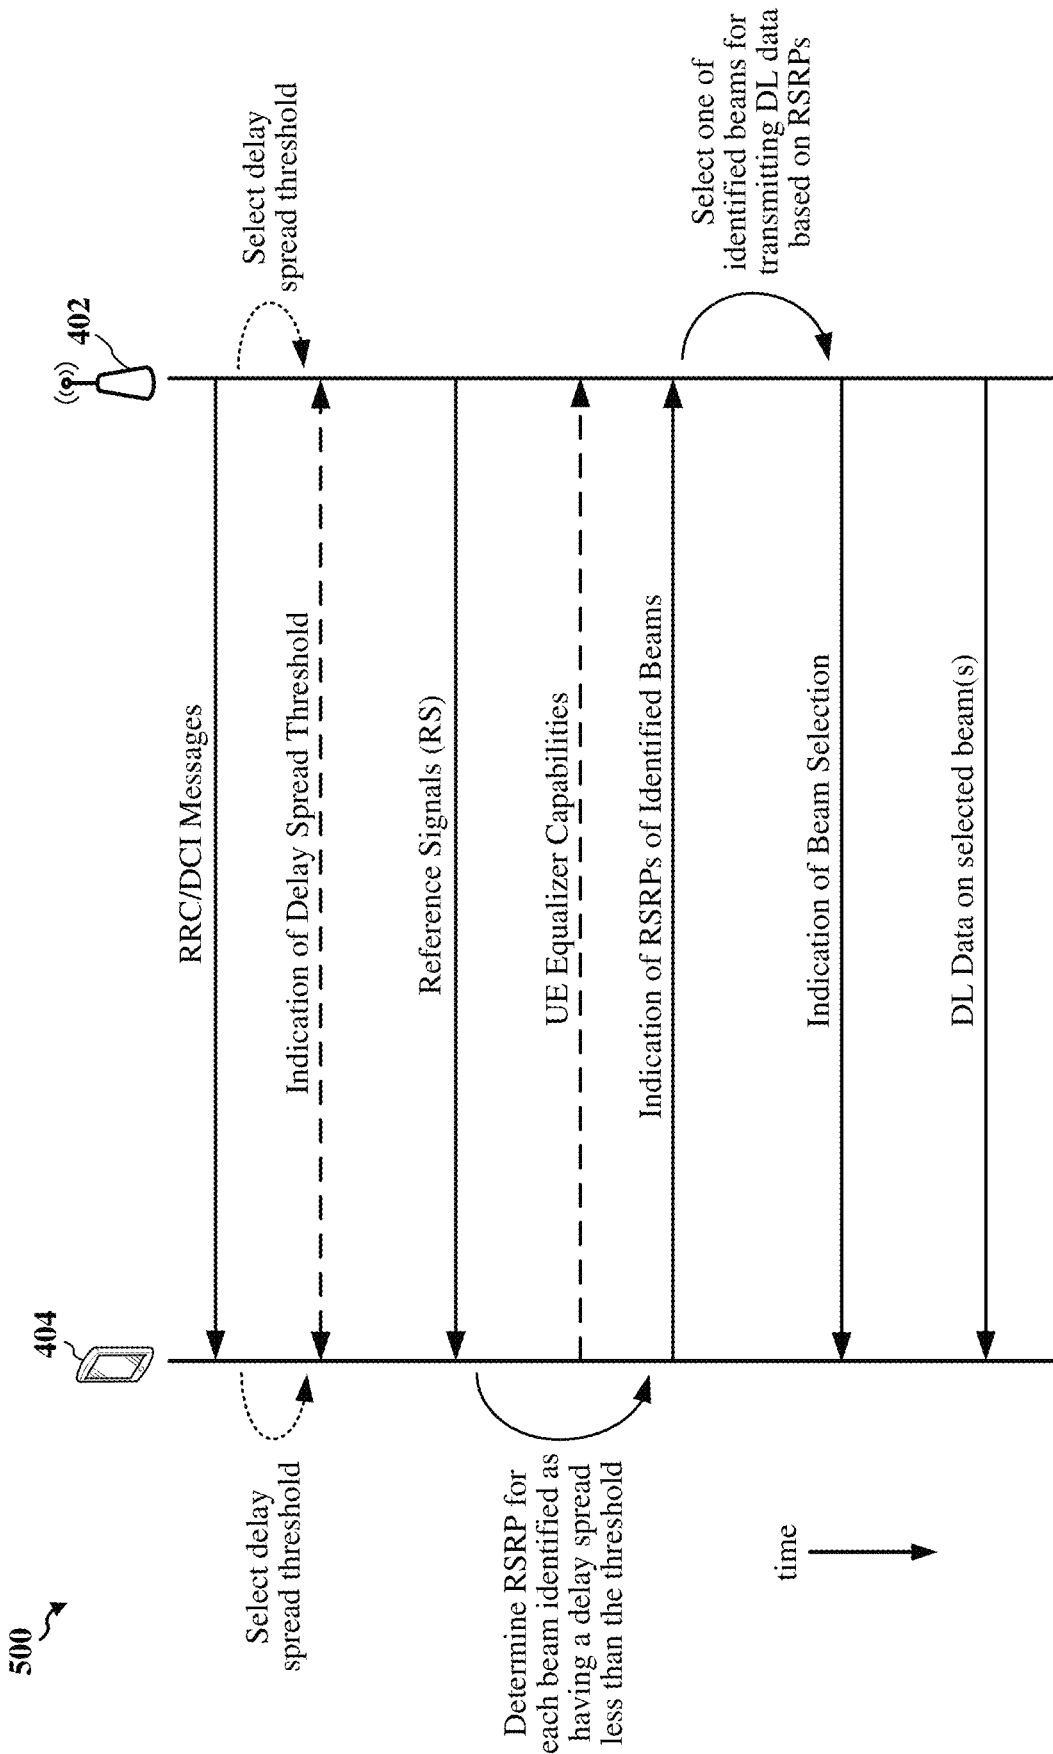 500
404
402
RRC/DCI Messages
Select delay
spread threshold
Select delay
spread threshold
Indication of Delay Spread Threshold
Reference Signals (RS)
Determine RSRP for
each beam identified as
having a delay spread
less than the threshold
UE Equalizer Capabilities
Indication of RSRPs of Identified Beams
Select one of
identified beams for
transmitting DL data
based on RSRPs
Indication of Beam Selection
time
DL Data on selected beam(s)